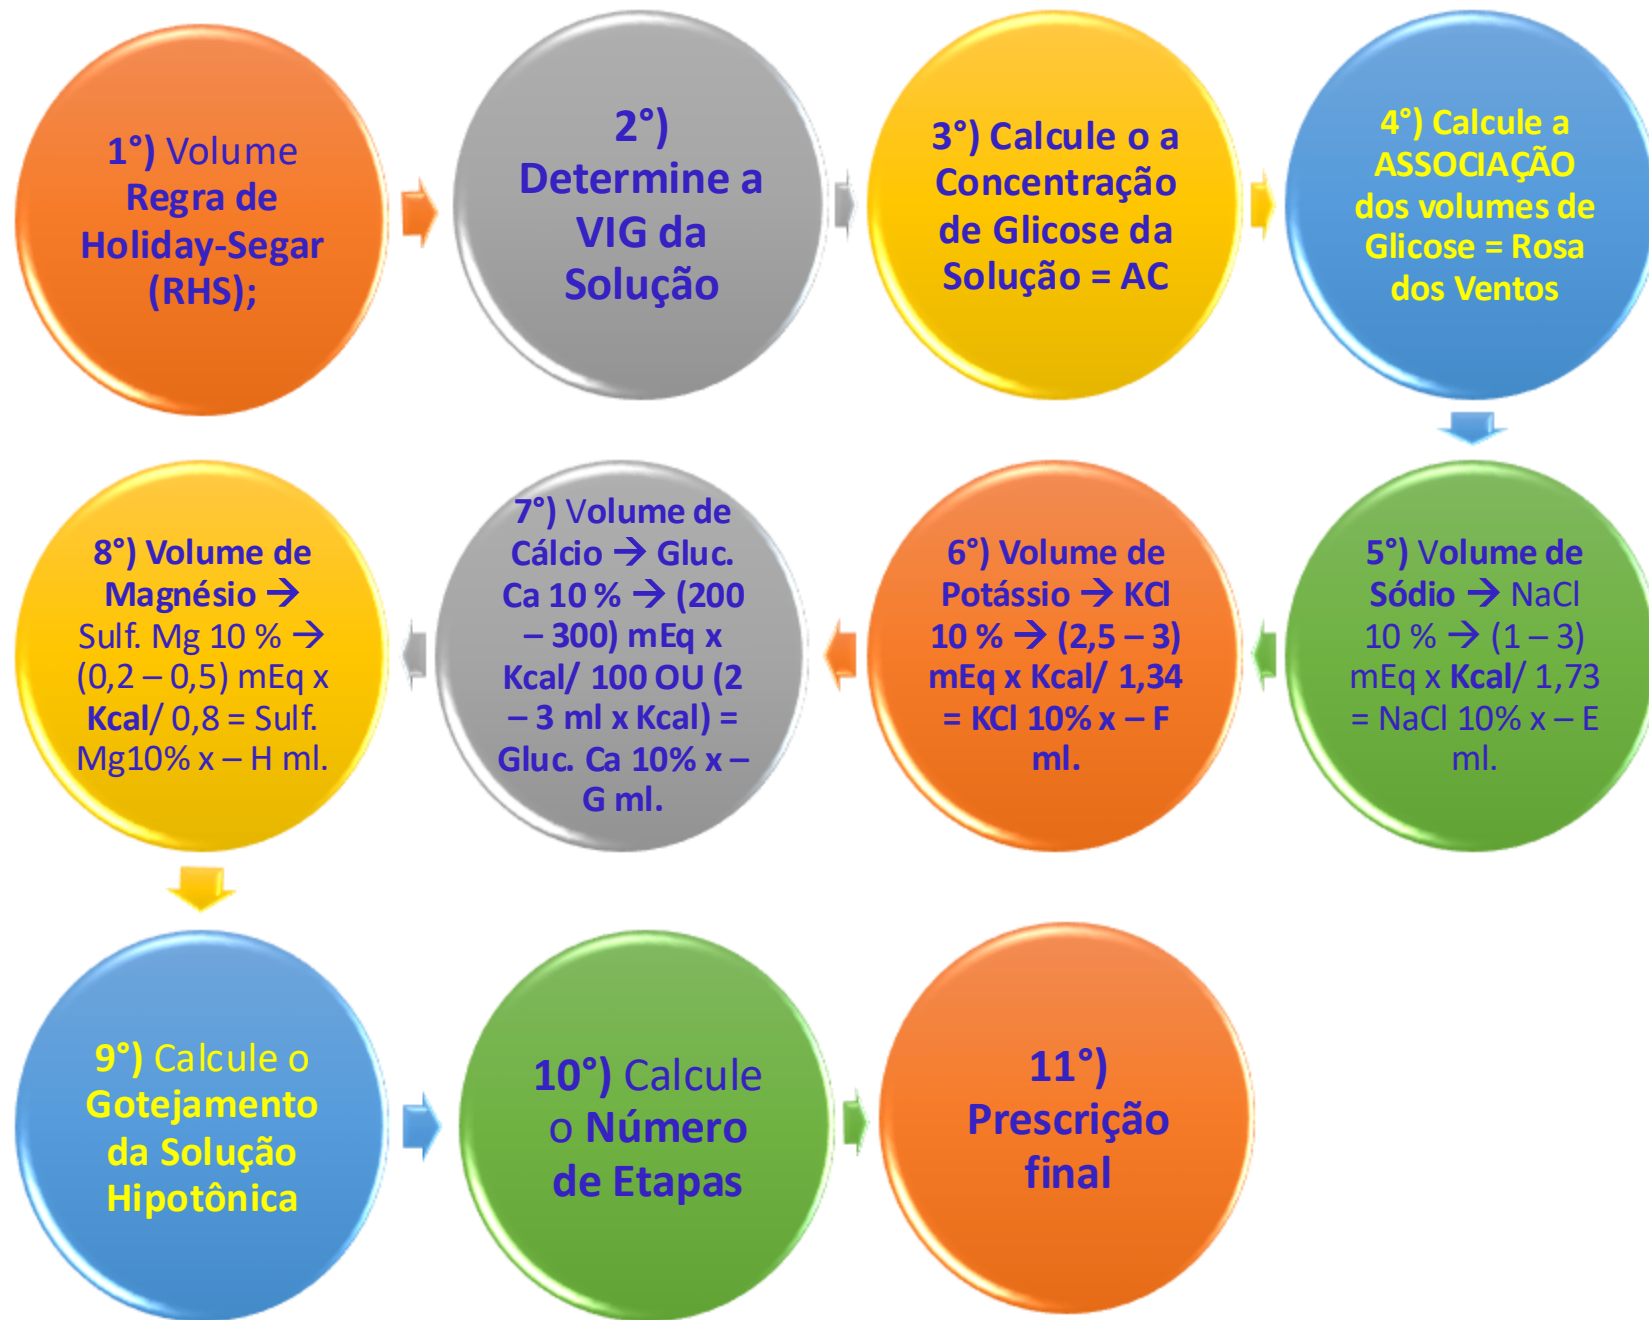 1°) Volume
Regra de
Holiday-Segar
(RHS);
2°)
Determine a
VIG da
Solução
3°) Calcule o a
Concentração
de Glicose da
Solução = AC
4°) Calcule a
ASSOCIAÇÃO
dos volumes de
Glicose = Rosa
dos Ventos
5°) Volume de
Sódio → NaCl
10 % → (1 – 3)
mEq x Kcal/ 1,73
= NaCl 10% x – E
ml.
6°) Volume de
Potássio → KCl
10 % → (2,5 – 3)
mEq x Kcal/ 1,34
= KCl 10% x – F
ml.
7°) Volume de
Cálcio → Gluc.
Ca 10 % → (200
– 300) mEq x
Kcal/ 100 OU (2
– 3 ml x Kcal) =
Gluc. Ca 10% x –
G ml.
8°) Volume de
Magnésio →
Sulf. Mg 10 % →
(0,2 – 0,5) mEq x
Kcal/ 0,8 = Sulf.
Mg10% x – H ml.
9°) Calcule o
Gotejamento
da Solução
Hipotônica
10°) Calcule
o Número
de Etapas
11°)
Prescrição
final